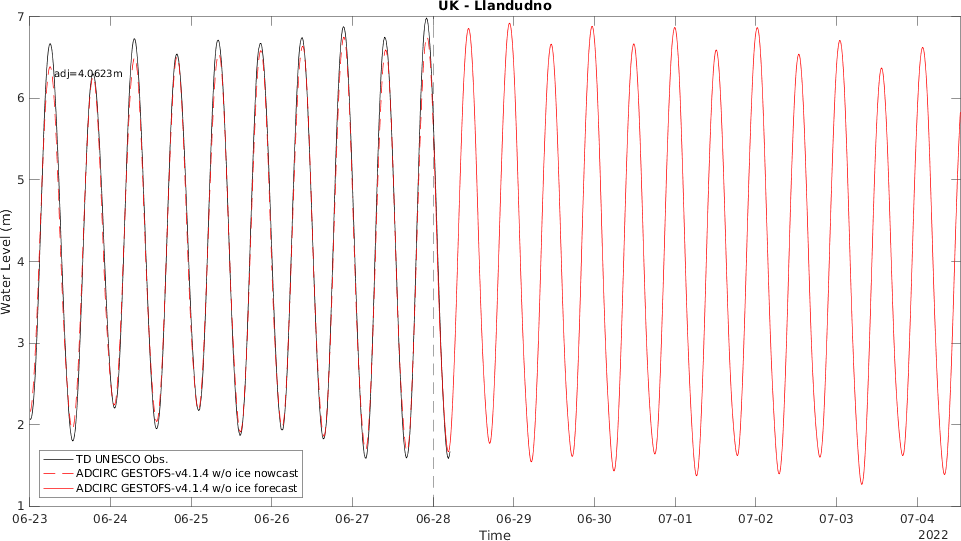 UK - Llandudno
7
adj=4.0623m
6
5
4
3
2
1
Water Level (m)
TD UNESCO Obs.
ADCIRC GESTOFS-v4.1.4 w/o ice nowcast
ADCIRC GESTOFS-v4.1.4 w/o ice forecast
06-23 06-24 06-25 06-26 06-27 06-28 06-29 06-30 07-01 07-02 07-03 07-04
Time
2022